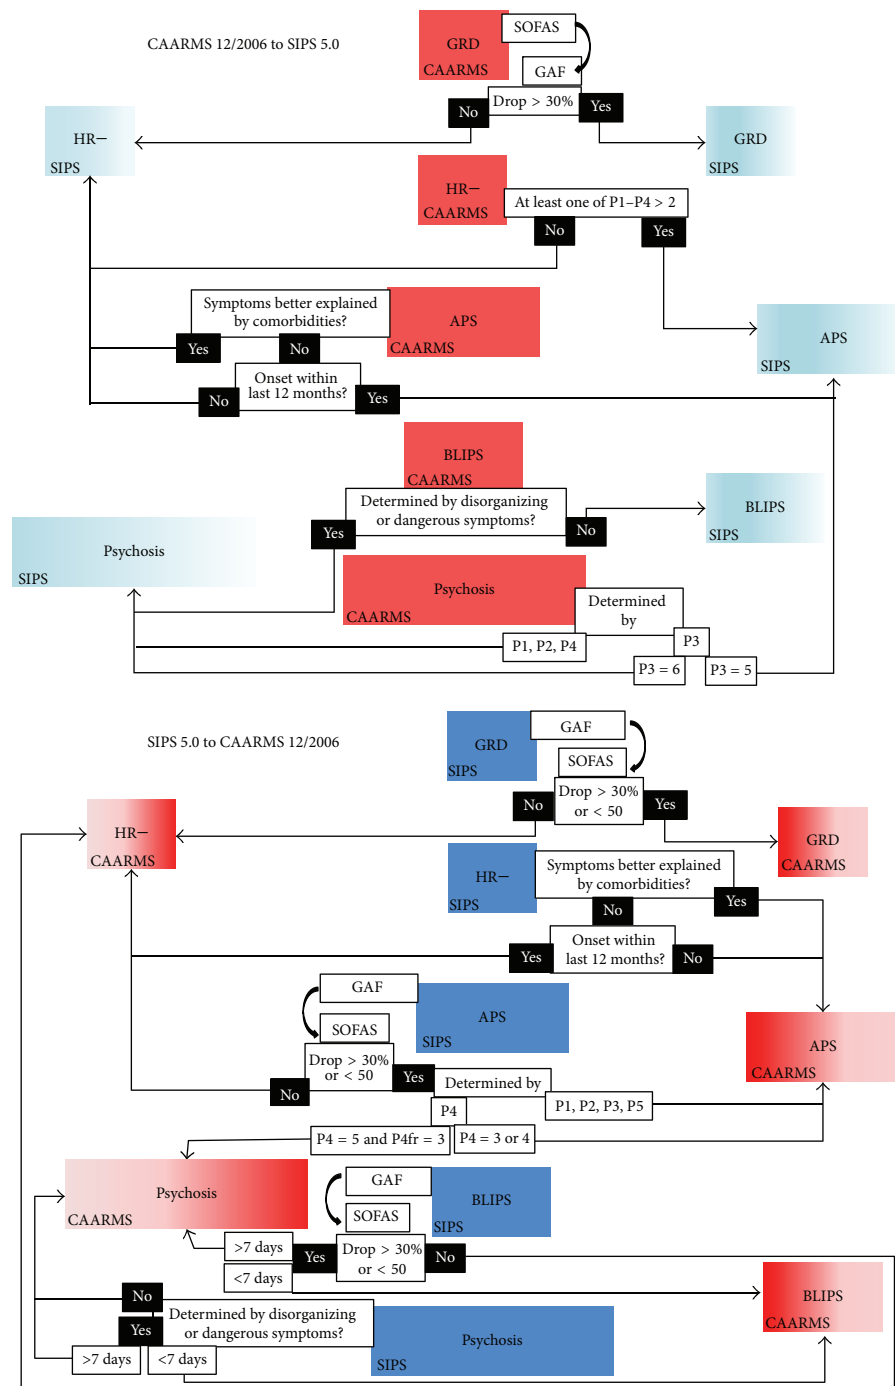 CAARMS 12/2006 to SIPS 5.0
GRD
CAARMS
SOFAS
GAF
Drop > 30%
No
Yes
HR−
SIPS
GRD
SIPS
HR−
CAARMS
At least one of P1–P4 > 2
No
Yes
Symptoms better explained
by comorbidities?
APS
CAARMS
Yes
No
Onset within
last 12 months?
No
Yes
APS
SIPS
BLIPS
CAARMS
Determined by disorganizing
or dangerous symptoms?
Yes
No
BLIPS
SIPS
Psychosis
SIPS
Psychosis
CAARMS
Determined
by
P1, P2, P4
P3
P3 = 6
P3 = 5
SIPS 5.0 to CAARMS 12/2006
GRD
SIPS
GAF
SOFAS
Drop > 30%
or < 50
No
Yes
HR−
CAARMS
GRD
CAARMS
HR−
SIPS
Symptoms better explained
by comorbidities?
No
Yes
Onset within
last 12 months?
Yes
No
GAF
SOFAS
APS
SIPS
Drop > 30%
or < 50
No
Yes
Determined by
P4
P1, P2, P3, P5
P4 = 5 and P4fr = 3
P4 = 3 or 4
APS
CAARMS
Psychosis
CAARMS
GAF
SOFAS
BLIPS
SIPS
Drop > 30%
or < 50
>7 days
<7 days
Yes
No
BLIPS
CAARMS
No
Yes
Determined by disorganizing
or dangerous symptoms?
Psychosis
SIPS
>7 days
<7 days